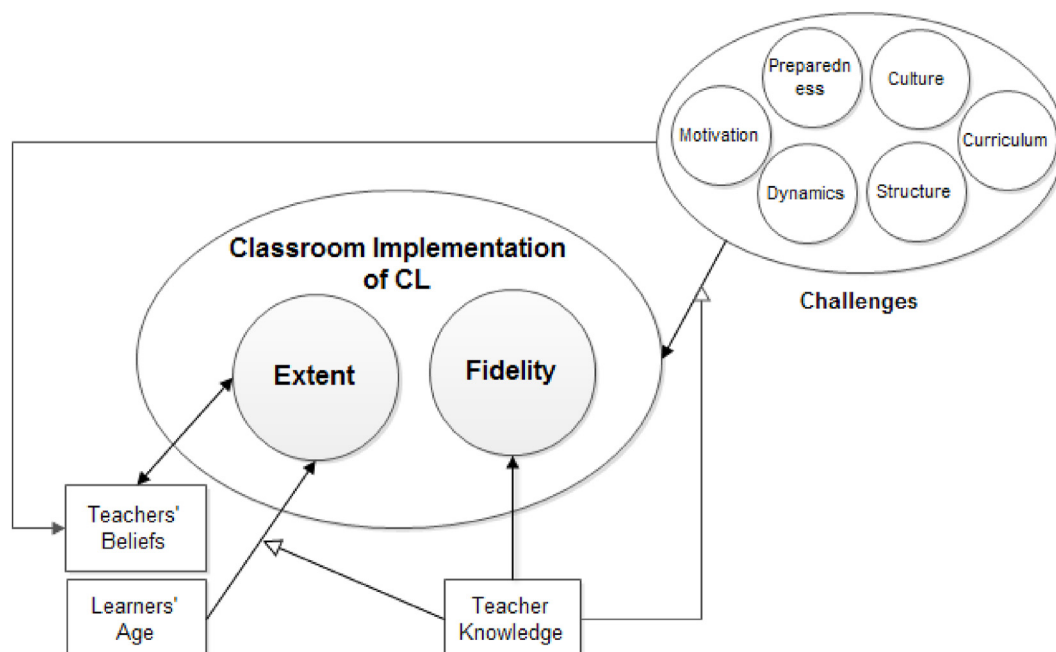 Preparedn
ess
Culture
Motivation
Curriculum
Dynamics
Structure
Challenges
Classroom Implementation
of CL
Extent
Fidelity
Teachers'
Beliefs
Learners'
Age
Teacher
Knowledge